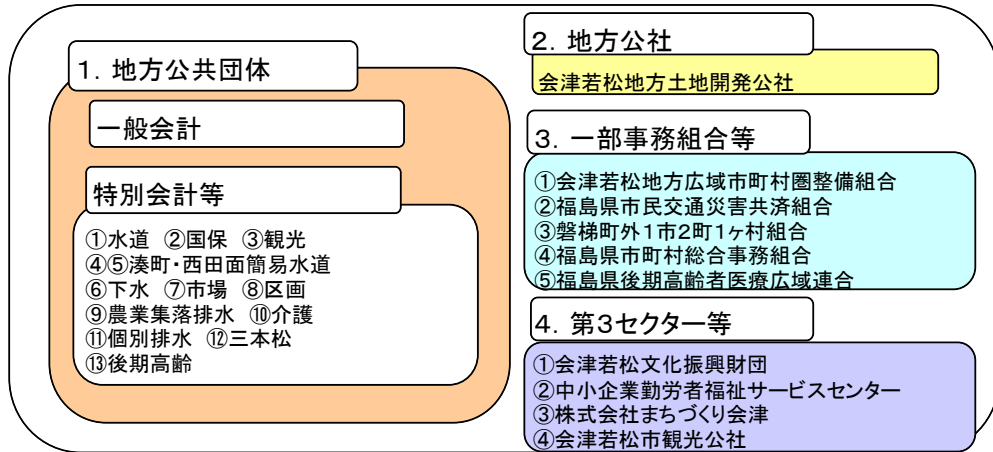 1．地方公共団体
一般会計
特別会計等
①水道 ②国保 ③観光
④⑤湊町・西田面簡易水道
⑥下水 ⑦市場 ⑧区画
⑨農業集落排水 ⑩介護
⑪個別排水 ⑫三本松
⑬後期高齢
2．地方公社
会津若松地方土地開発公社
3．一部事務組合等
①会津若松地方広域市町村圏整備組合
②福島県市民交通災害共済組合
③磐梯町外1市2町1ヶ村組合
④福島県市町村総合事務組合
⑤福島県後期高齢者医療広域連合
4．第3セクター等
①会津若松文化振興財団
②中小企業勤労者福祉サービスセンター
③株式会社まちづくり会津
④会津若松市観光公社